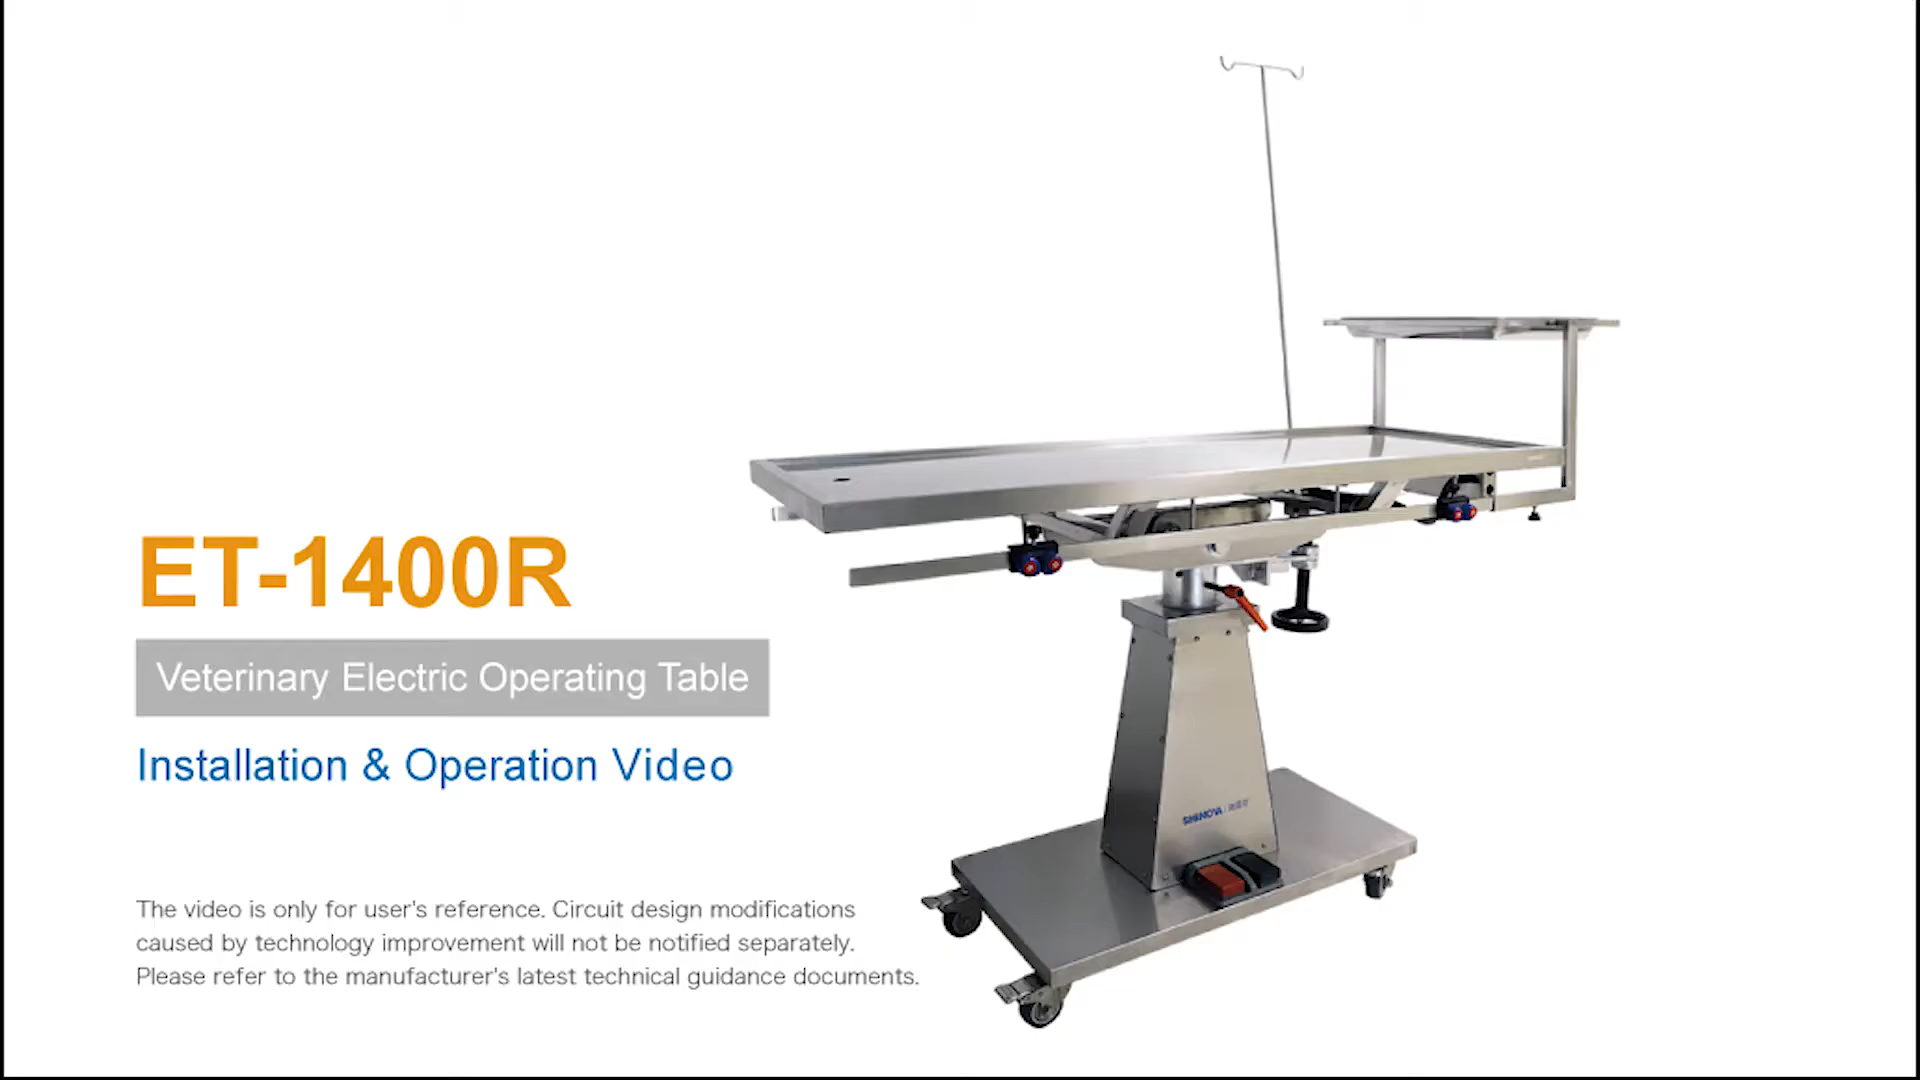 ET-1400R
Veterinary Electric Operating Table
Installation & Operation Video
The video is only for user's reference. Circuit design modifications
caused by technology improvement will not be notified separately.
Please refer to the manufacturer's latest technical guidance documents.
SHINOVA